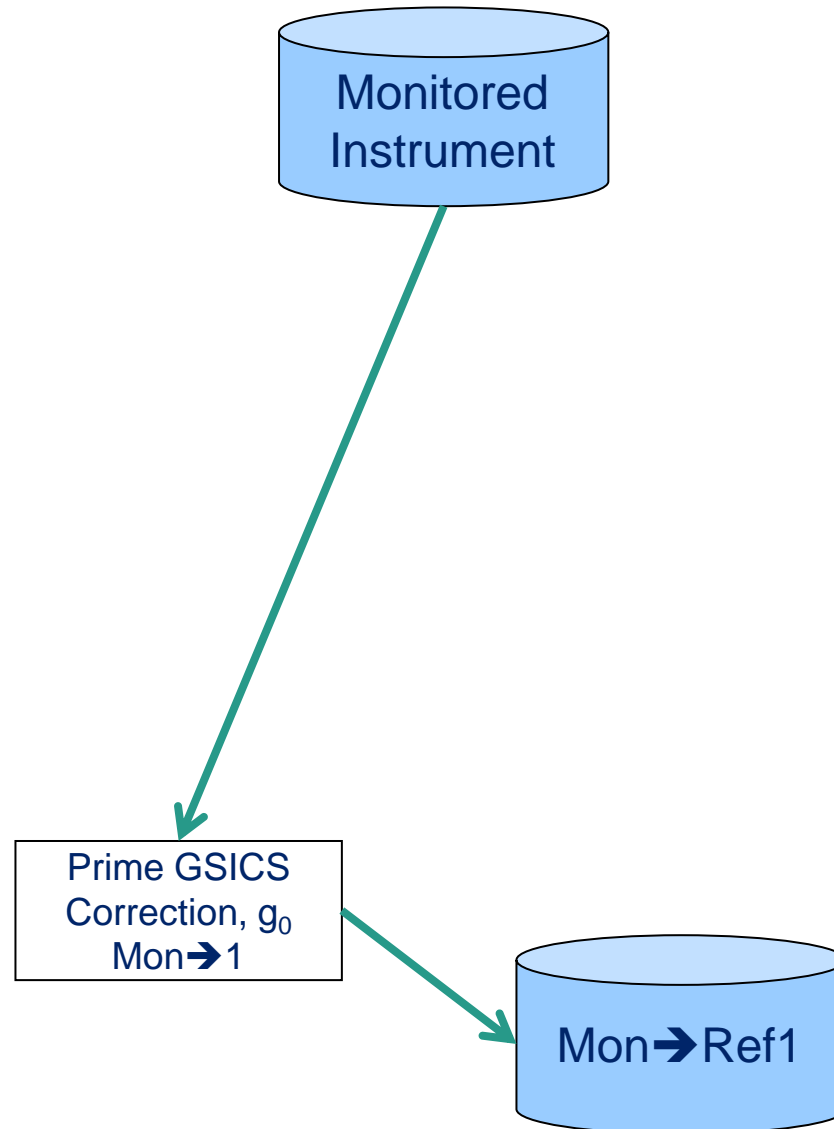 Monitored
Instrument
Prime GSICS
Correction, g₀
Mon➔1
Mon➔Ref1